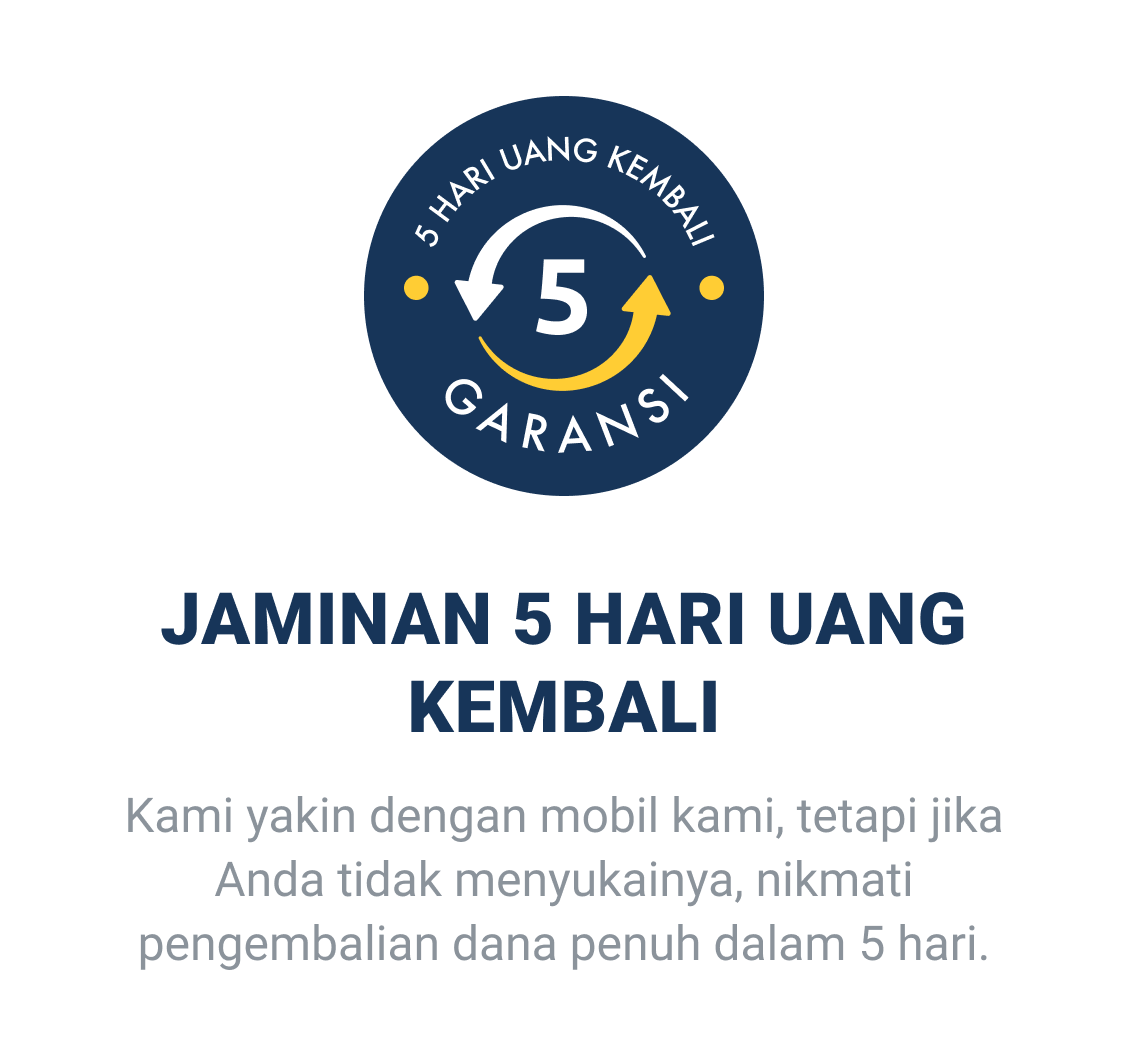 5 HARI UANG KEMBALI
5
GARANSI
JAMINAN 5 HARI UANG
KEMBALI
Kami yakin dengan mobil kami, tetapi jika
Anda tidak menyukainya, nikmati
pengembalian dana penuh dalam 5 hari.